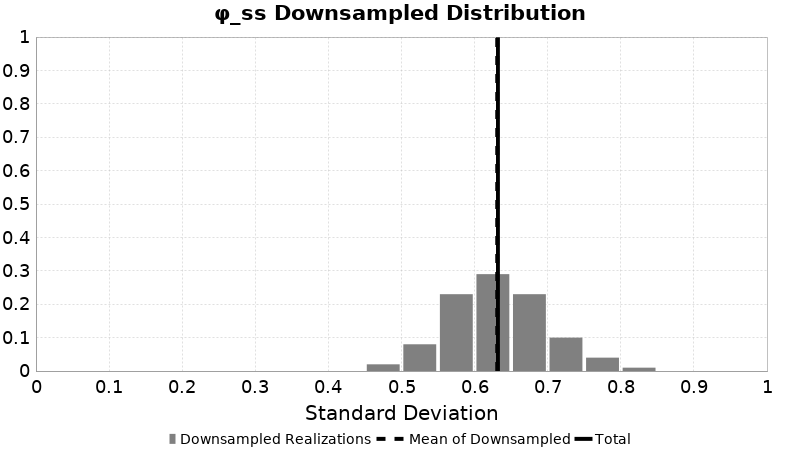 φ_ss Downsampled Distribution
1
0.9
0.8
0.7
0.6
0.5
0.4
0.3
0.2
0.1
0
0 0.1 0.2 0.3 0.4 0.5 0.6 0.7 0.8 0.9 1
Standard Deviation
Downsampled Realizations Mean of Downsampled Total